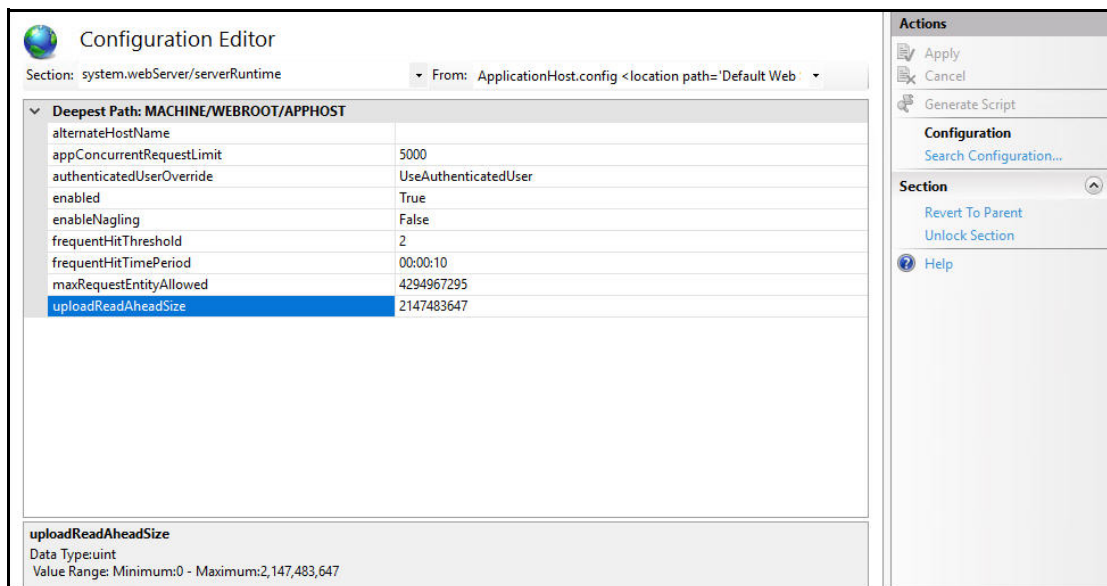 Configuration Editor
Section: system.webServer/serverRuntime From: ApplicationHost.config <location path='Default Web
Deepest Path: MACHINE/WEBROOT/APPHOST
alternateHostName
appConcurrentRequestLimit 5000
authenticatedUserOverride UseAuthenticatedUser
enabled True
enableNagling False
frequentHitThreshold 2
frequentHitTimePeriod 00:00:10
maxRequestEntityAllowed 4294967295
uploadReadAheadSize 2147483647
uploadReadAheadSize
Data Type:uint
Value Range: Minimum:0 - Maximum:2,147,483,647
Actions
Apply
Cancel
Generate Script
Configuration
Search Configuration...
Section
Revert To Parent
Unlock Section
Help